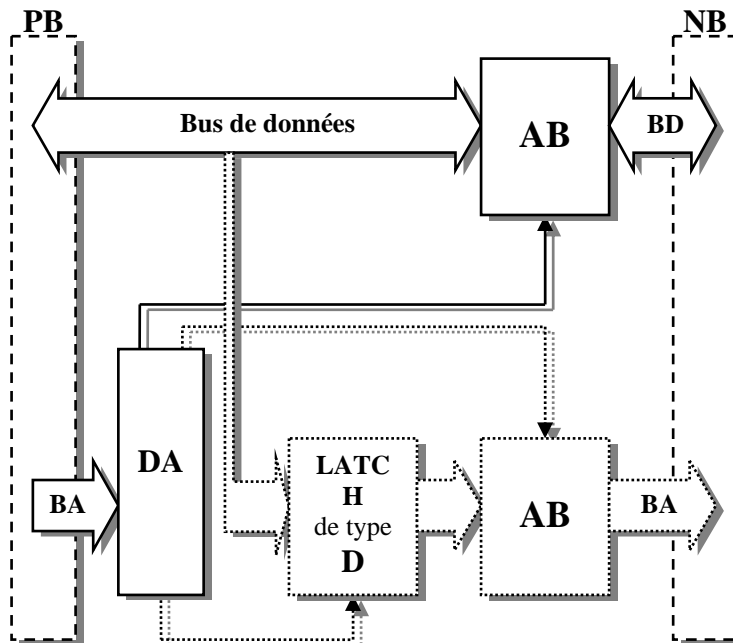 PB
NB
Bus de données
AB
BD
DA
BA
LATC
H
de type
D
AB
BA